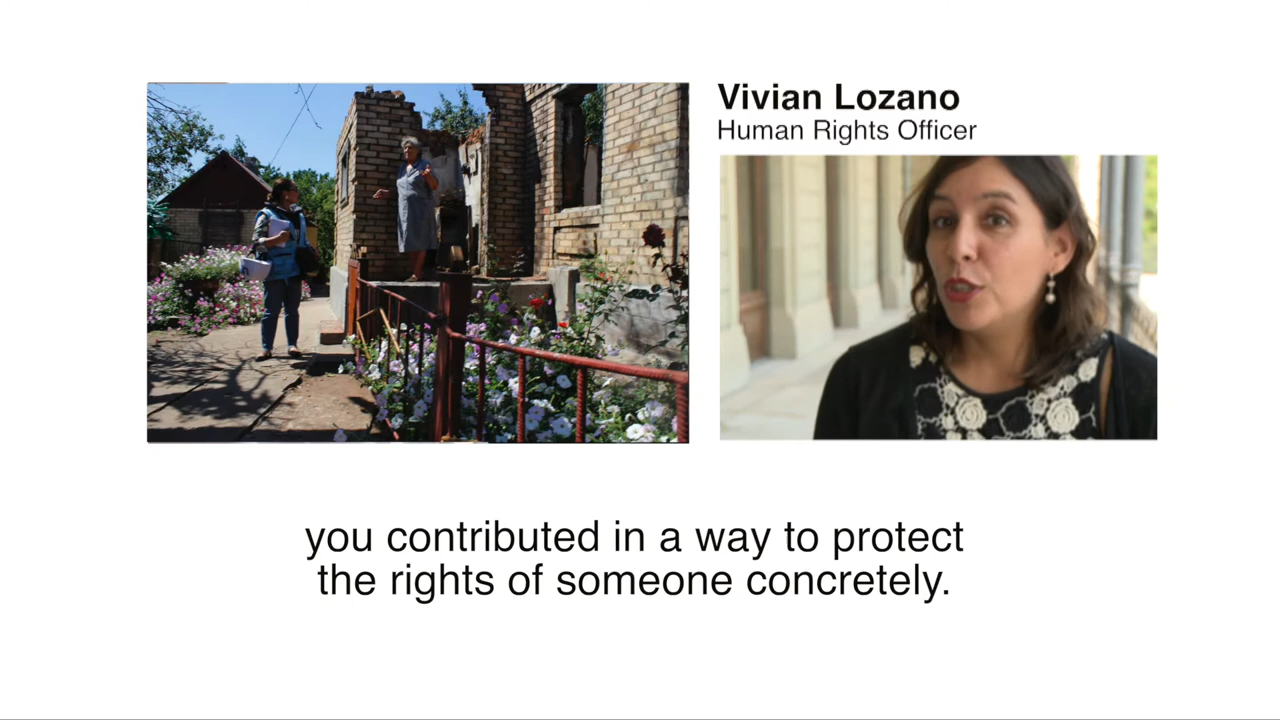 Vivian Lozano
Human Rights Officer
you contributed in a way to protect
the rights of someone concretely.